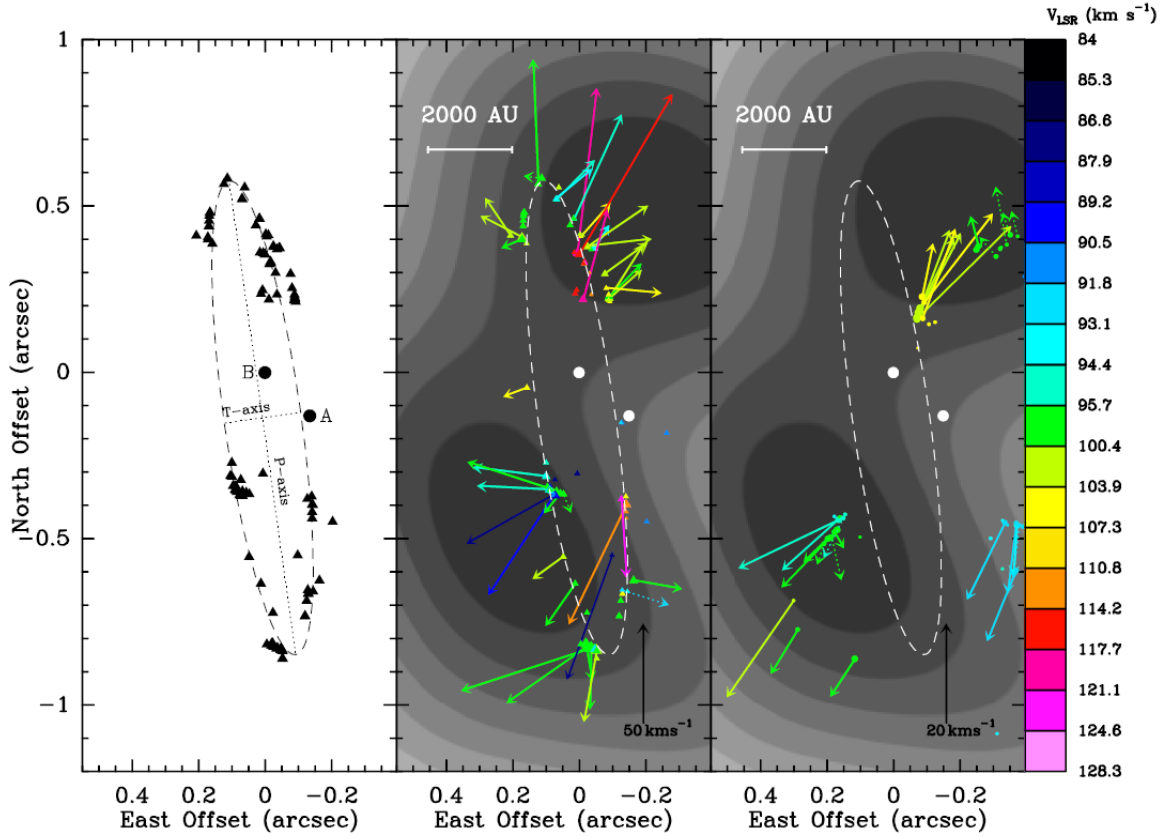 V_LSR (km s⁻¹)
1
0.5
0
−0.5
−1
North Offset (arcsec)
B
A
T-axis
P-axis
2000 AU
2000 AU
50 km s⁻¹
20 km s⁻¹
84
85.3
86.6
87.9
89.2
90.5
91.8
93.1
94.4
95.7
100.4
103.9
107.3
110.8
114.2
117.7
121.1
124.6
128.3
0.4 0.2 0 −0.2
0.4 0.2 0 −0.2
0.4 0.2 0 −0.2
East Offset (arcsec)
East Offset (arcsec)
East Offset (arcsec)